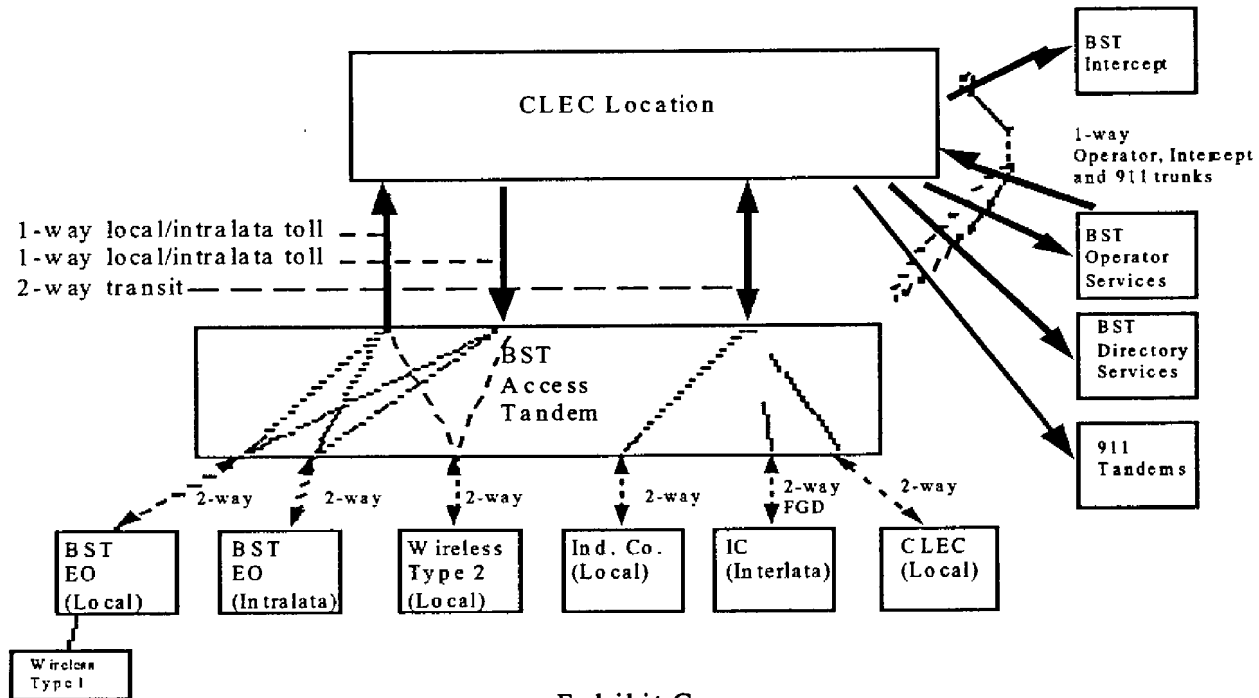 BST
Intercept
CLEC Location
1-way
Operator, Intercept
and 911 trunks
1-way local/intralata toll
1-way local/intralata toll
2-way transit
BST
Operator
Services
BST
Access
Tandem
BST
Directory
Services
911
Tandems
2-way
2-way
2-way
2-way
2-way
FGD
2-way
BST
EO
(Local)
BST
EO
(Intralata)
Wireless
Type 2
(Local)
Ind. Co.
(Local)
IC
(Interlata)
CLEC
(Local)
Wireless
Type 1